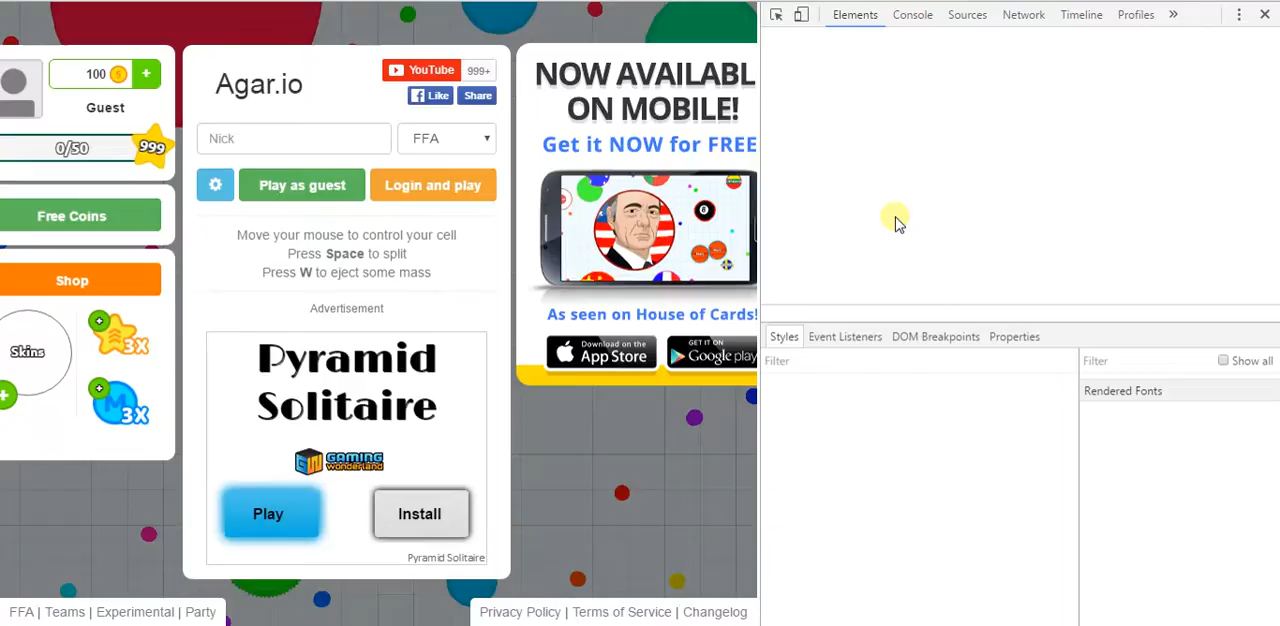 100
Guest
0/50
999
Free Coins
Shop
Skins
3X
M
3X
Agar.io
YouTube 999+
Like Share
Nick
FFA
Play as guest
Login and play
Move your mouse to control your cell
Press Space to split
Press W to eject some mass
Advertisement
Pyramid
Solitaire
GW GAMING
wonderland
Play
Install
Pyramid Solitaire
NOW AVAILABL
ON MOBILE!
Get it NOW for FREE
8
As seen on House of Cards!
Download on the
App Store
GET IT ON
Google play
FFA | Teams | Experimental | Party
Privacy Policy | Terms of Service | Changelog
Elements Console Sources Network Timeline Profiles »
Styles Event Listeners DOM Breakpoints Properties
Filter
Filter Show all
Rendered Fonts